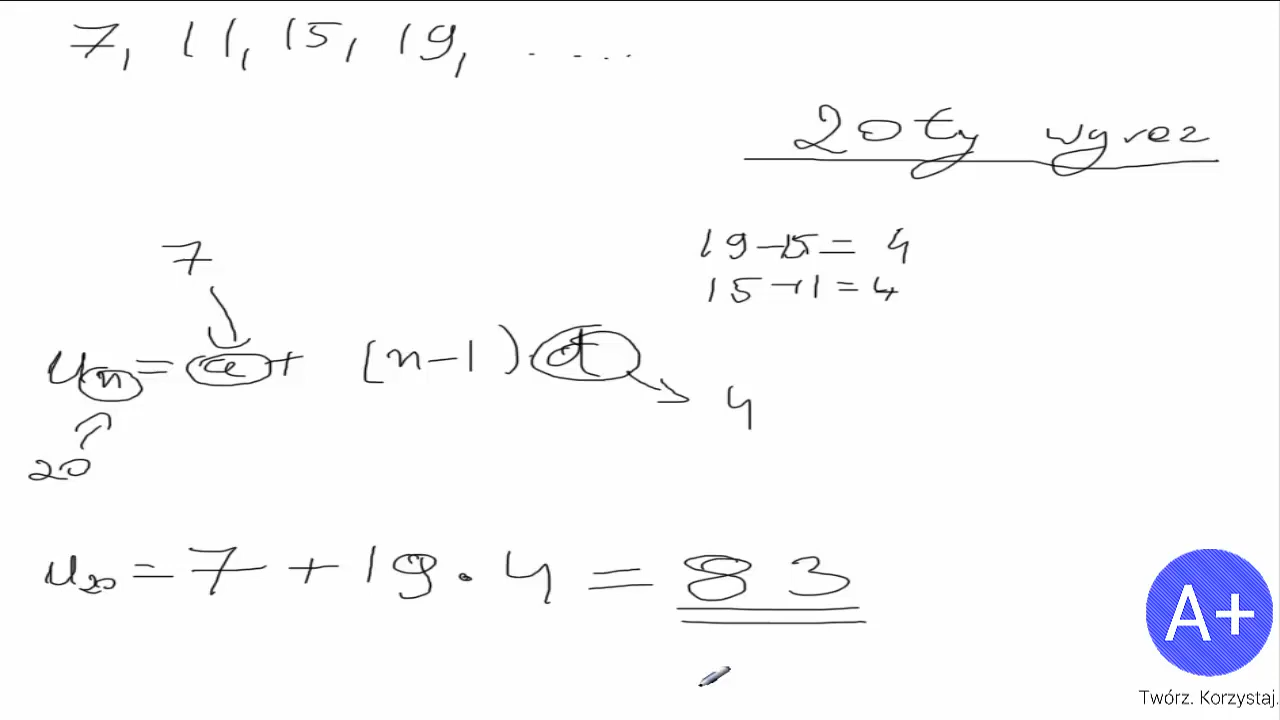 7, 11, 15, 19, .....
20ty wyraz
19-15= 4
15-11=4
7
un=a+ (n-1)·d
4
20
u20=7+19·4=83
A+
Twórz. Korzystaj.